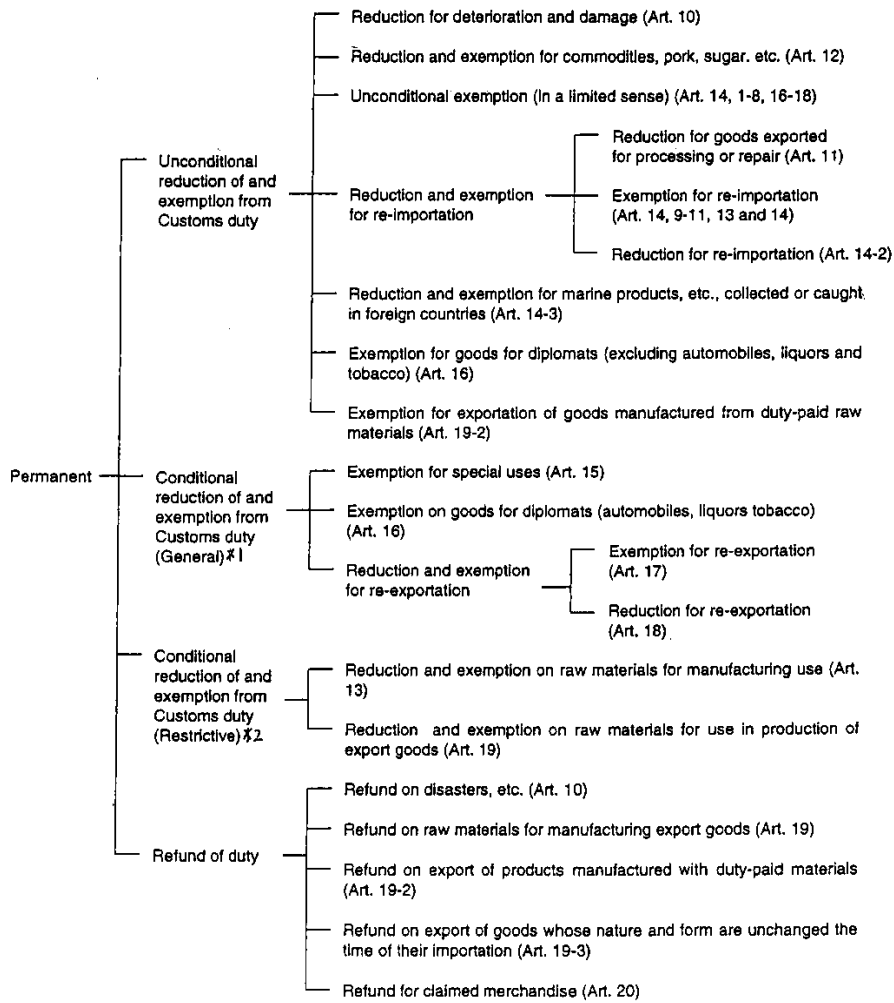 Reduction for deterioration and damage (Art. 10)
Reduction and exemption for commodities, pork, sugar. etc. (Art. 12)
Unconditional exemption (In a limited sense) (Art. 14, 1-8, 16-18)
Unconditional
reduction of and
exemption from
Customs duty
Reduction and exemption
for re-importation
Reduction for goods exported
for processing or repair (Art. 11)
Exemption for re-importation
(Art. 14, 9-11, 13 and 14)
Reduction for re-importation (Art. 14-2)
Reduction and exemption for marine products, etc., collected or caught
in foreign countries (Art. 14-3)
Exemption for goods for diplomats (excluding automobiles, liquors and
tobacco) (Art. 16)
Exemption for exportation of goods manufactured from duty-paid raw
materials (Art. 19-2)
Permanent
Conditional
reduction of and
exemption from
Customs duty
(General)*1
Exemption for special uses (Art. 15)
Exemption on goods for diplomats (automobiles, liquors tobacco)
(Art. 16)
Reduction and exemption
for re-exportation
Exemption for re-exportation
(Art. 17)
Reduction for re-exportation
(Art. 18)
Conditional
reduction of and
exemption from
Customs duty
(Restrictive)*2
Reduction and exemption on raw materials for manufacturing use (Art.
13)
Reduction and exemption on raw materials for use in production of
export goods (Art. 19)
Refund of duty
Refund on disasters, etc. (Art. 10)
Refund on raw materials for manufacturing export goods (Art. 19)
Refund on export of products manufactured with duty-paid materials
(Art. 19-2)
Refund on export of goods whose nature and form are unchanged the
time of their importation (Art. 19-3)
Refund for claimed merchandise (Art. 20)